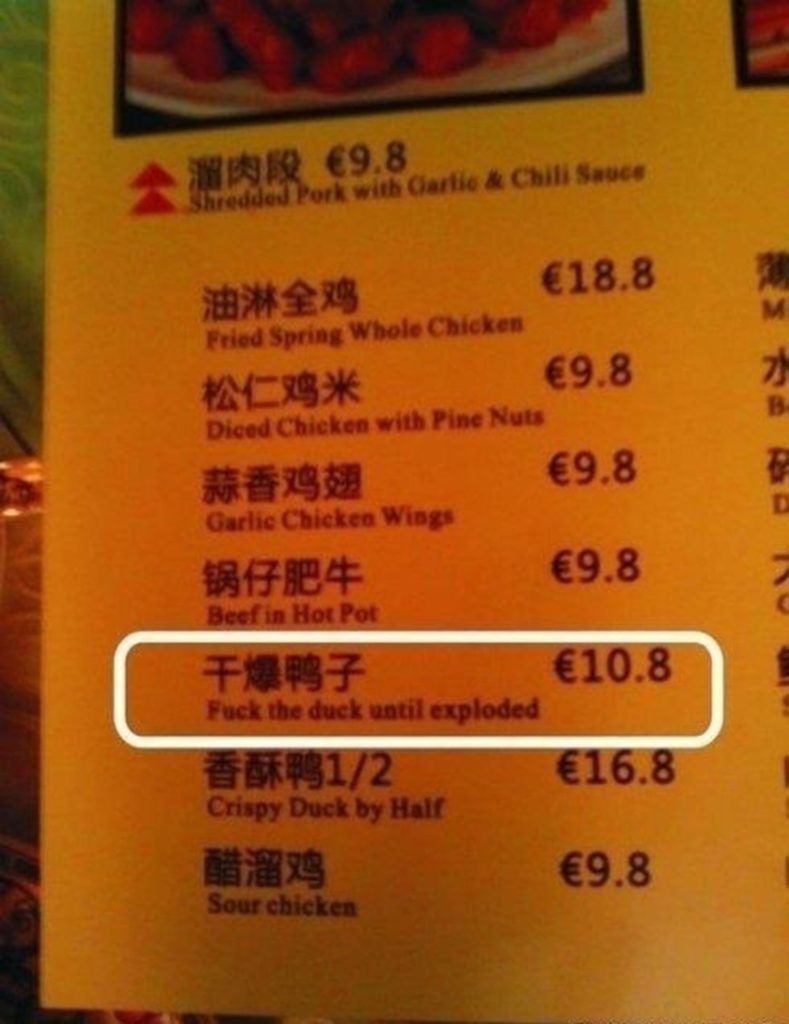 溜肉段 €9.8
Shredded Pork with Garlic & Chili Sauce
油淋全鸡 €18.8
Fried Spring Whole Chicken
松仁鸡米 €9.8
Diced Chicken with Pine Nuts
蒜香鸡翅 €9.8
Garlic Chicken Wings
锅仔肥牛 €9.8
Beef in Hot Pot
干爆鸭子 €10.8
Fuck the duck until exploded
香酥鸭1/2 €16.8
Crispy Duck by Half
醋溜鸡 €9.8
Sour chicken